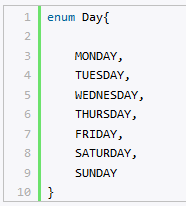 1 enum Day{
2
3 MONDAY,
4 TUESDAY,
5 WEDNESDAY,
6 THURSDAY,
7 FRIDAY,
8 SATURDAY,
9 SUNDAY
10 }